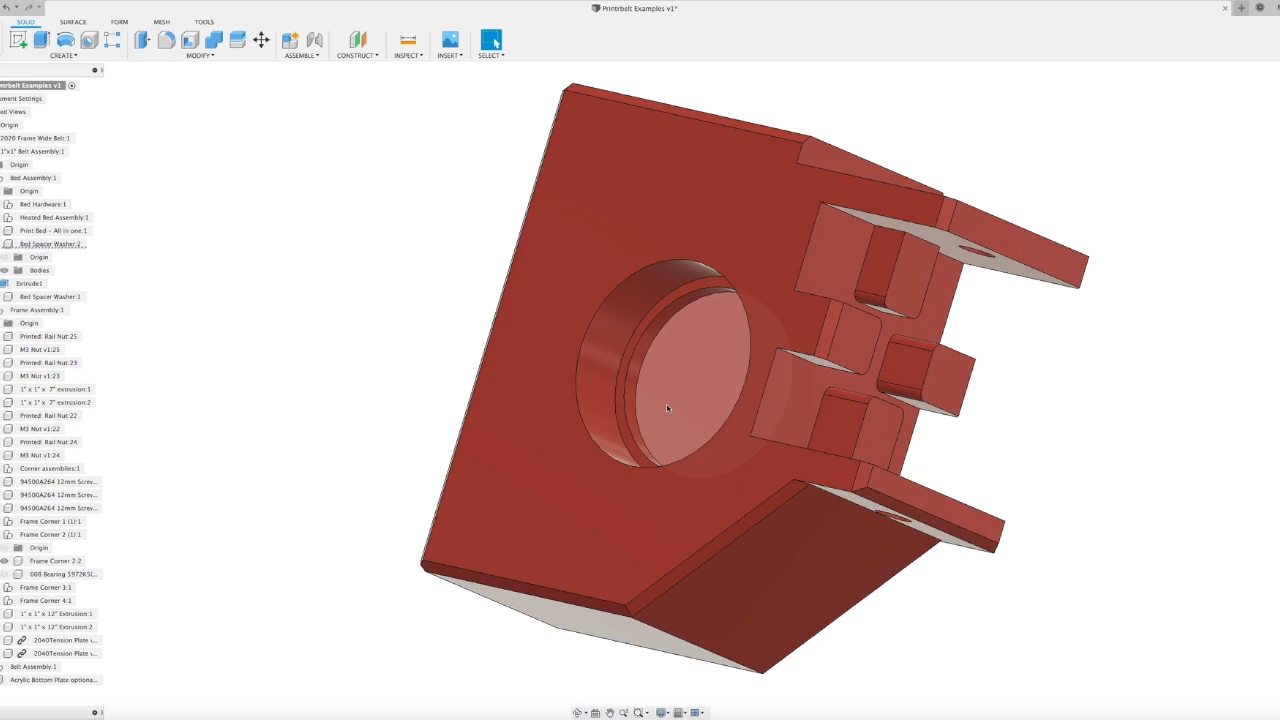 Printrbelt Examples v1*
SOLID SURFACE FORM MESH TOOLS
CREATE MODIFY ASSEMBLE CONSTRUCT INSPECT INSERT SELECT
ntrbelt Examples v1
ument Settings
ed Views
Origin
2020 Frame Wide Belt:1
1"x1" Belt Assembly:1
Origin
Bed Assembly:1
Origin
Bed Hardware:1
Heated Bed Assembly:1
Print Bed - All in one:1
Bed Spacer Washer:2
Origin
Bodies
Extrude1
Bed Spacer Washer:1
Frame Assembly:1
Origin
Printed: Rail Nut:25
M3 Nut v1:25
Printed: Rail Nut:23
M3 Nut v1:23
1" x 1" x 7" extrusion:1
1" x 1" x 7" extrusion:2
Printed: Rail Nut:22
M3 Nut v1:22
Printed: Rail Nut:24
M3 Nut v1:24
Corner assemblies:1
94500A264 12mm Screw...
94500A264 12mm Screw...
94500A264 12mm Screw...
Frame Corner 1 (1):1
Frame Corner 2 (1):1
Origin
Frame Corner 2:2
608 Bearing 5972K50...
Frame Corner 3:1
Frame Corner 4:1
1" x 1" x 12" Extrusion:1
1" x 1" x 12" Extrusion:2
2040Tension Plate v...
2040Tension Plate v...
Belt Assembly:1
Acrylic Bottom Plate optiona...